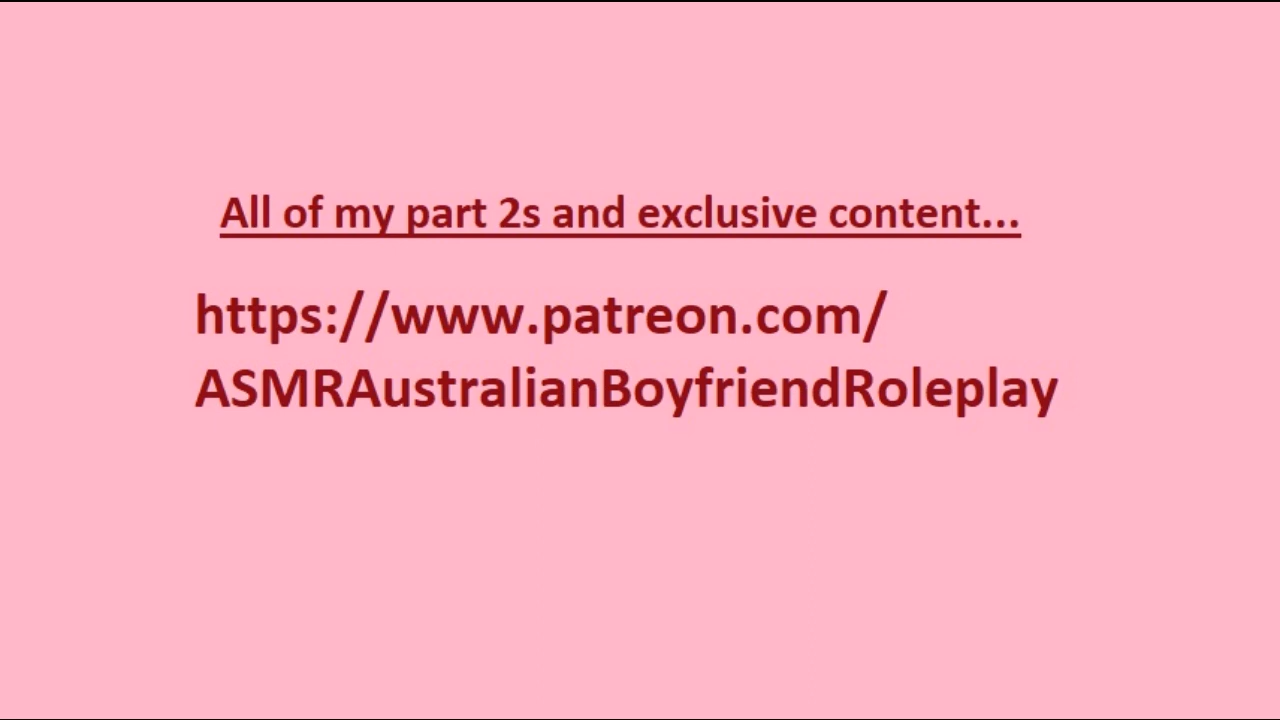 All of my part 2s and exclusive content...
https://www.patreon.com/
ASMRAustralianBoyfriendRoleplay